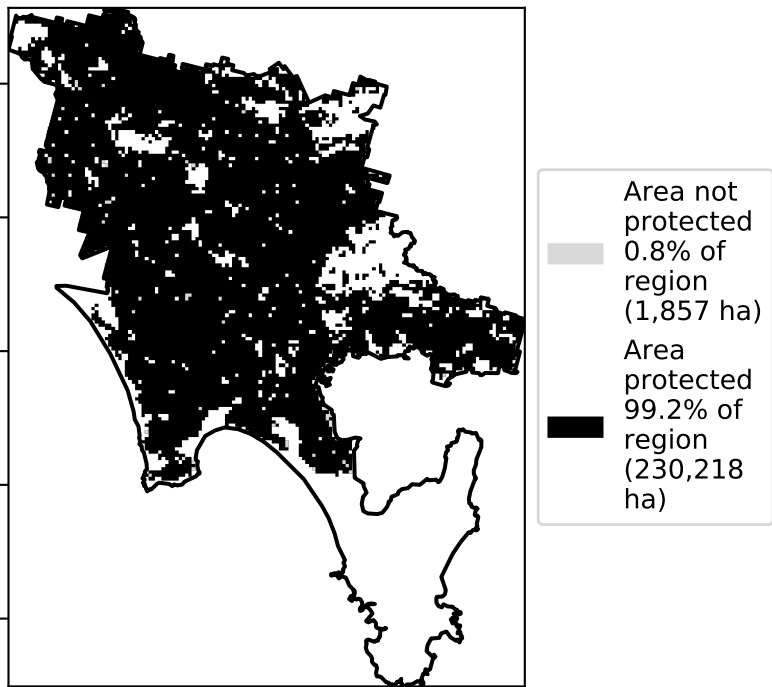 Area not
protected
0.8% of
region
(1,857 ha)
Area
protected
99.2% of
region
(230,218
ha)